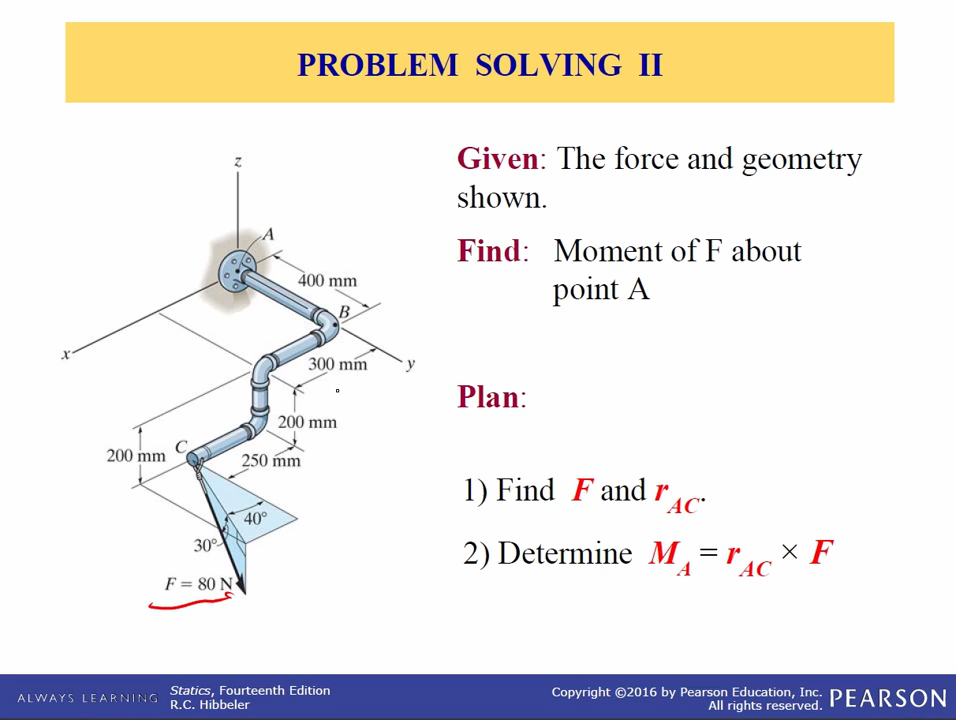 PROBLEM SOLVING II
Given: The force and geometry
shown.
Find: Moment of F about
point A
Plan:
1) Find F and rAC.
2) Determine MA = rAC × F
z
A
400 mm
B
x
300 mm
y
200 mm
C
200 mm
250 mm
40°
30°
F = 80 N
ALWAYS LEARNING
Statics, Fourteenth Edition
R.C. Hibbeler
Copyright ©2016 by Pearson Education, Inc.
All rights reserved.
PEARSON